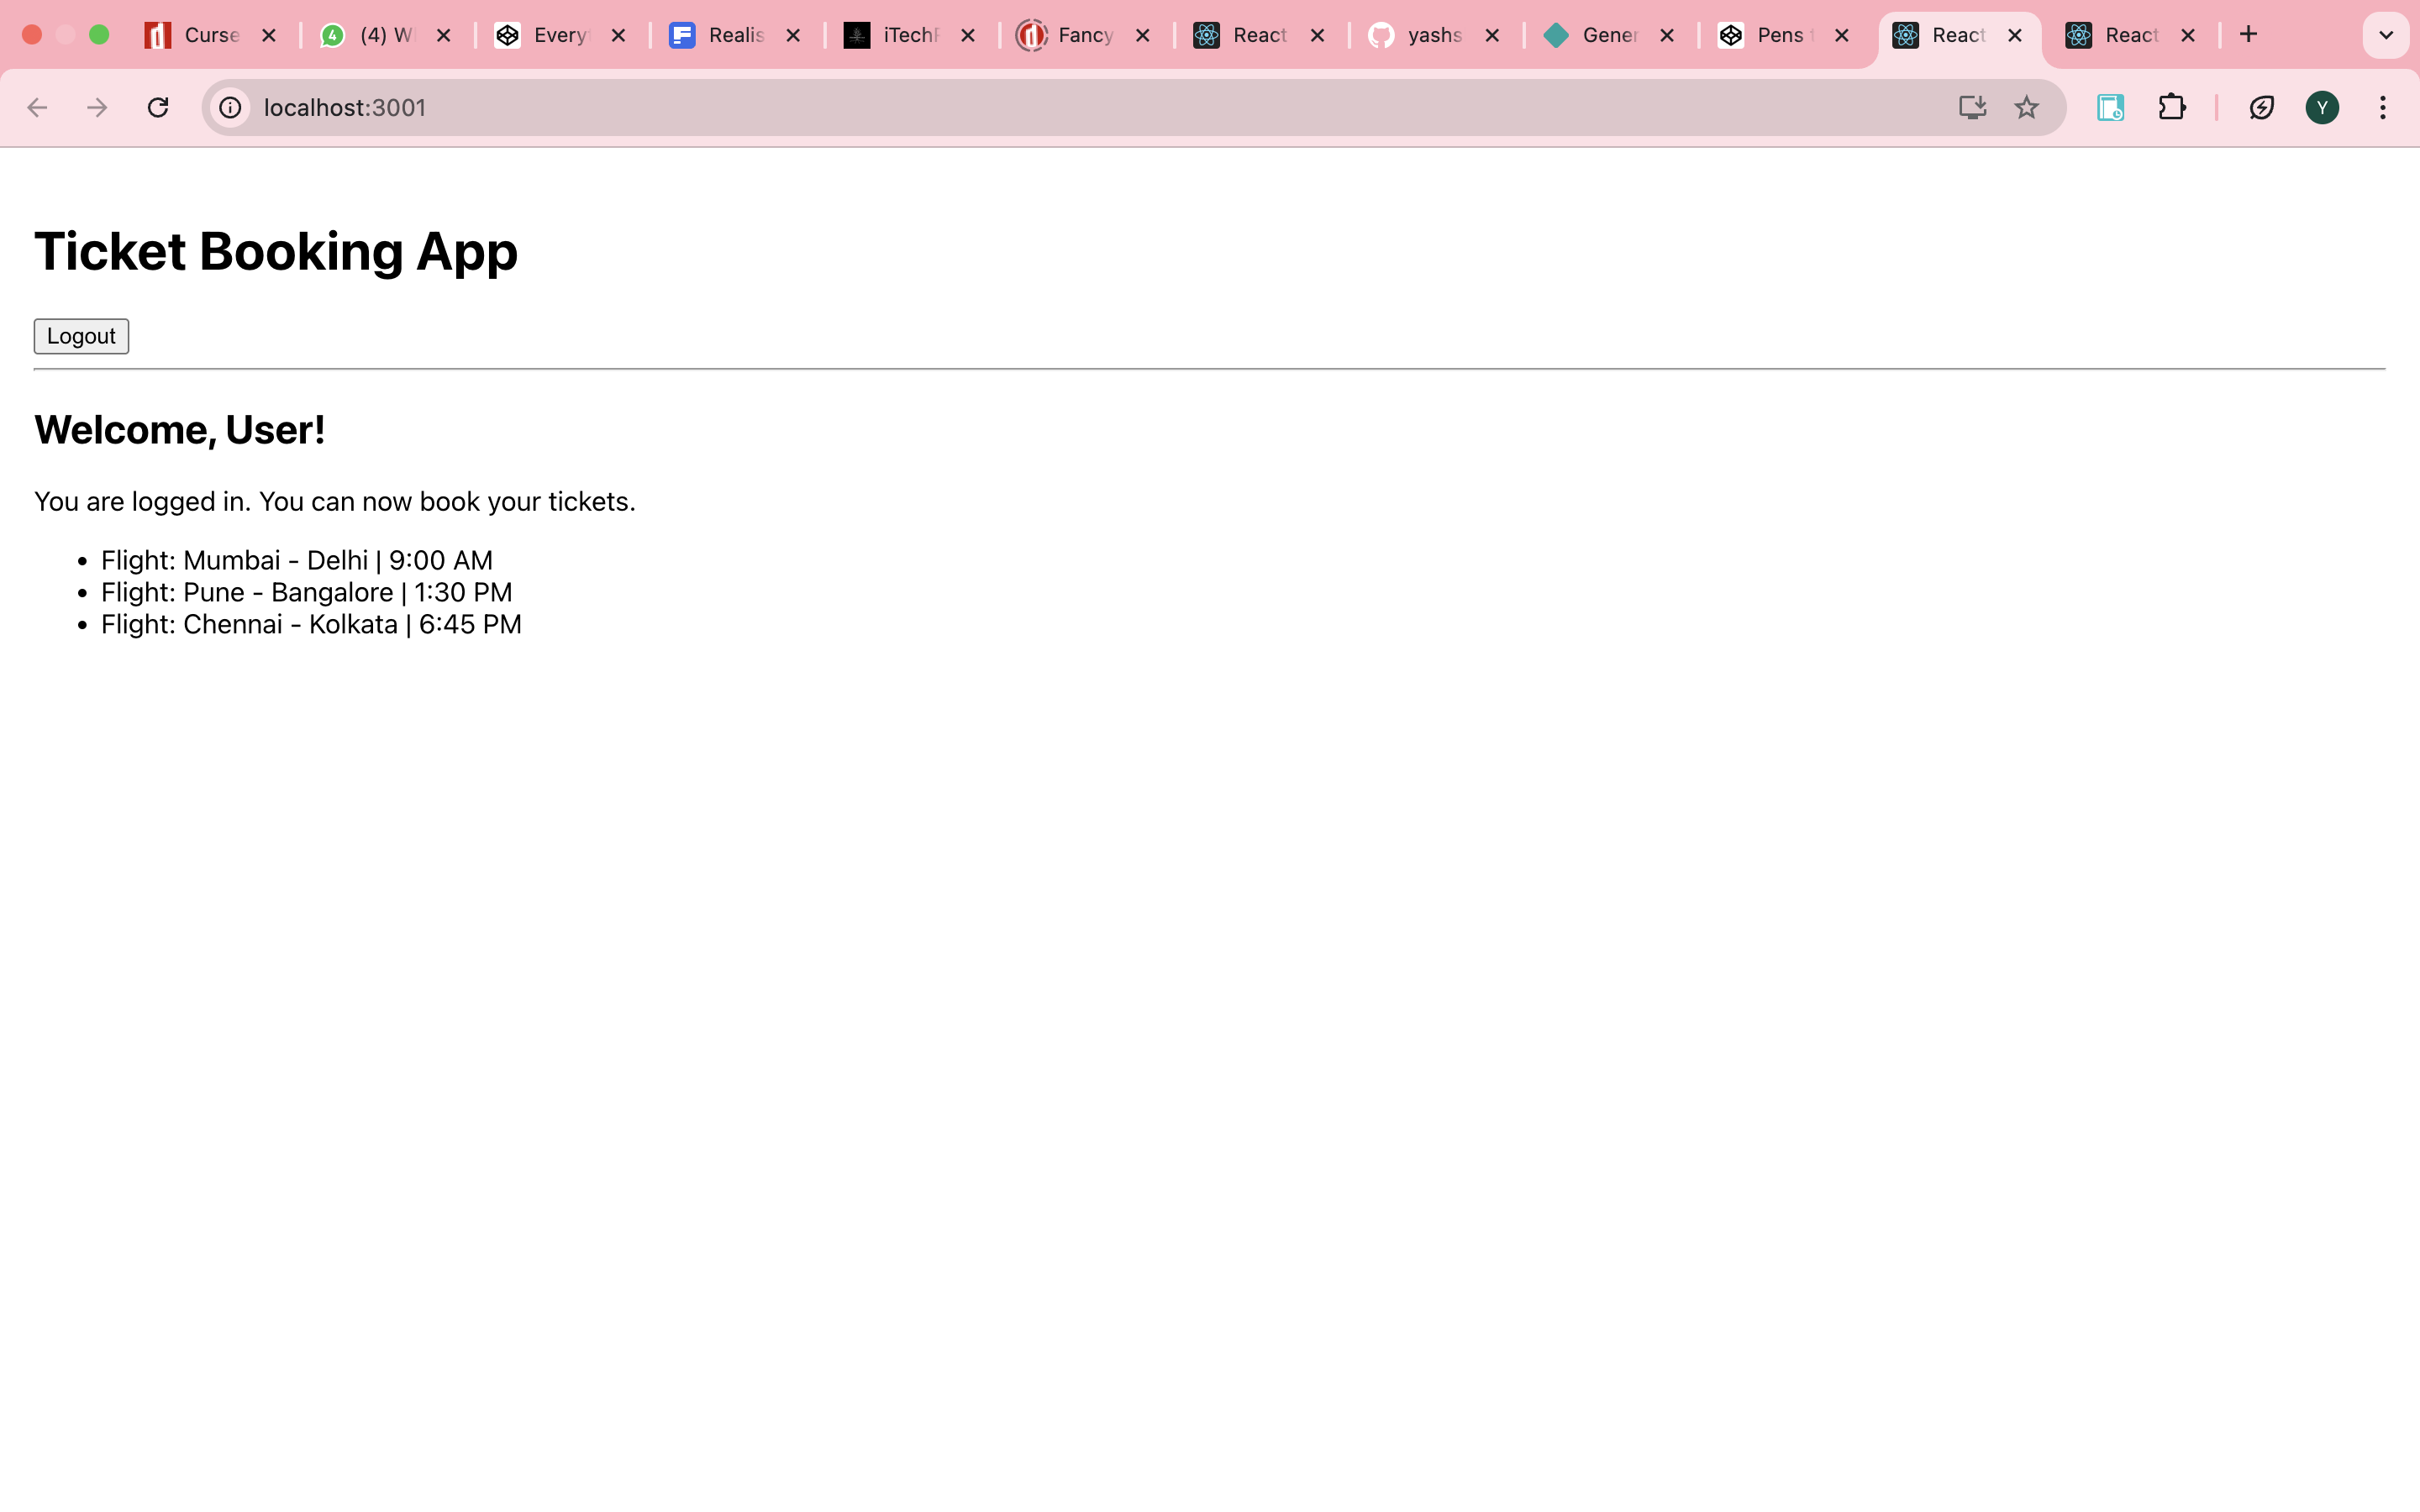 Curse
4 (4) W
Every
Realis
iTech
Fancy
React
yashs
Gener
Pens
React
React
localhost:3001
Y
Ticket Booking App
Logout
Welcome, User!
You are logged in. You can now book your tickets.
• Flight: Mumbai - Delhi | 9:00 AM
• Flight: Pune - Bangalore | 1:30 PM
• Flight: Chennai - Kolkata | 6:45 PM